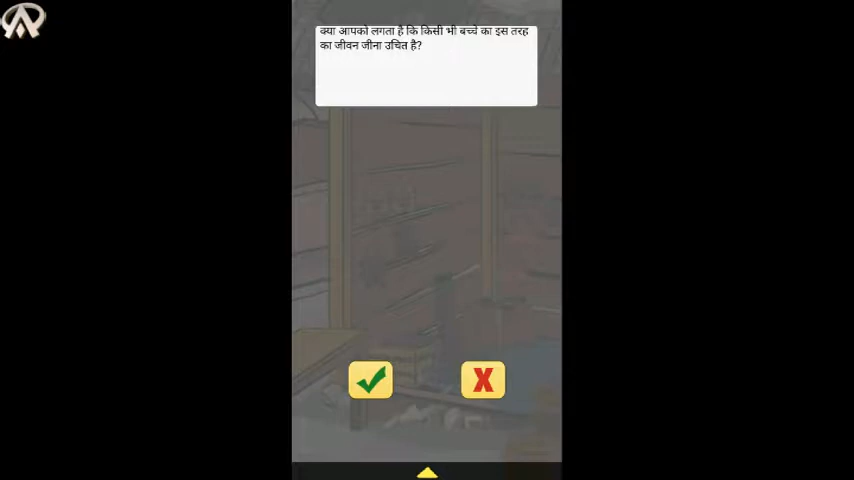 क्या आपको लगता है कि किसी भी बच्चे का इस तरह
का जीवन जीना उचित है?